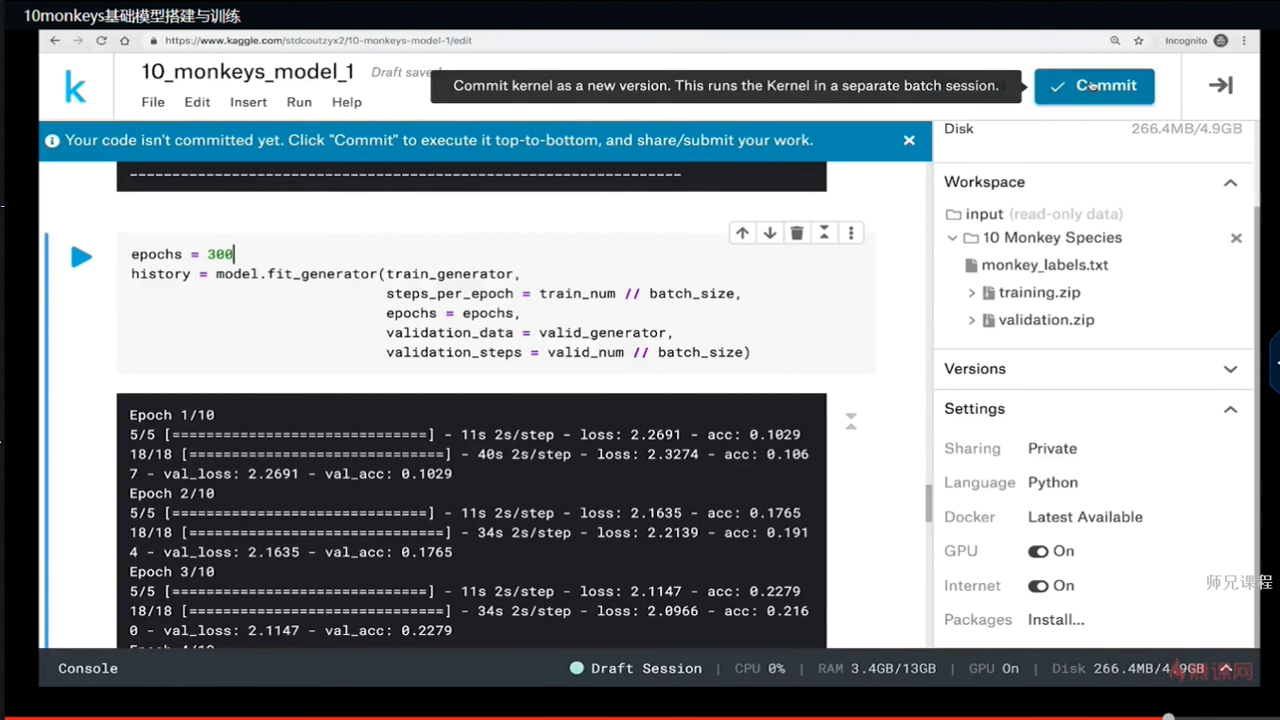 10monkeys基础模型搭建与训练
https://www.kaggle.com/stdcoutzyx2/10-monkeys-model-1/edit
Incognito
k
10_monkeys_model_1 Draft saved
Commit kernel as a new version. This runs the Kernel in a separate batch session.
Commit
File Edit Insert Run Help
Your code isn't committed yet. Click "Commit" to execute it top-to-bottom, and share/submit your work.
Disk 266.4MB/4.9GB
Workspace
input (read-only data)
10 Monkey Species
monkey_labels.txt
training.zip
validation.zip
Versions
Settings
Sharing Private
Language Python
Docker Latest Available
GPU On
Internet On
Packages Install...
----------------------------------------------------------------
epochs = 300
history = model.fit_generator(train_generator,
steps_per_epoch = train_num // batch_size,
epochs = epochs,
validation_data = valid_generator,
validation_steps = valid_num // batch_size)
Epoch 1/10
5/5 [==============================] - 11s 2s/step - loss: 2.2691 - acc: 0.1029
18/18 [==============================] - 40s 2s/step - loss: 2.3274 - acc: 0.106
7 - val_loss: 2.2691 - val_acc: 0.1029
Epoch 2/10
5/5 [==============================] - 11s 2s/step - loss: 2.1635 - acc: 0.1765
18/18 [==============================] - 34s 2s/step - loss: 2.2139 - acc: 0.191
4 - val_loss: 2.1635 - val_acc: 0.1765
Epoch 3/10
5/5 [==============================] - 11s 2s/step - loss: 2.1147 - acc: 0.2279
18/18 [==============================] - 34s 2s/step - loss: 2.0966 - acc: 0.216
0 - val_loss: 2.1147 - val_acc: 0.2279
师兄课程
Console
Draft Session | CPU 0% | RAM 3.4GB/13GB | GPU On | Disk 266.4MB/4.9GB
慕课网